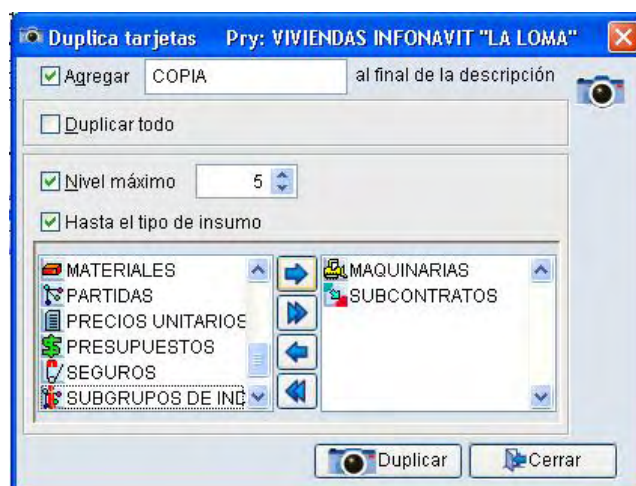 Duplica tarjetas Pry: VIVIENDAS INFONAVIT "LA LOMA"
Agregar COPIA al final de la descripción
Duplicar todo
Nivel máximo 5
Hasta el tipo de insumo
MATERIALES
PARTIDAS
PRECIOS UNITARIOS
PRESUPUESTOS
SEGUROS
SUBGRUPOS DE IND
MAQUINARIAS
SUBCONTRATOS
Duplicar Cerrar